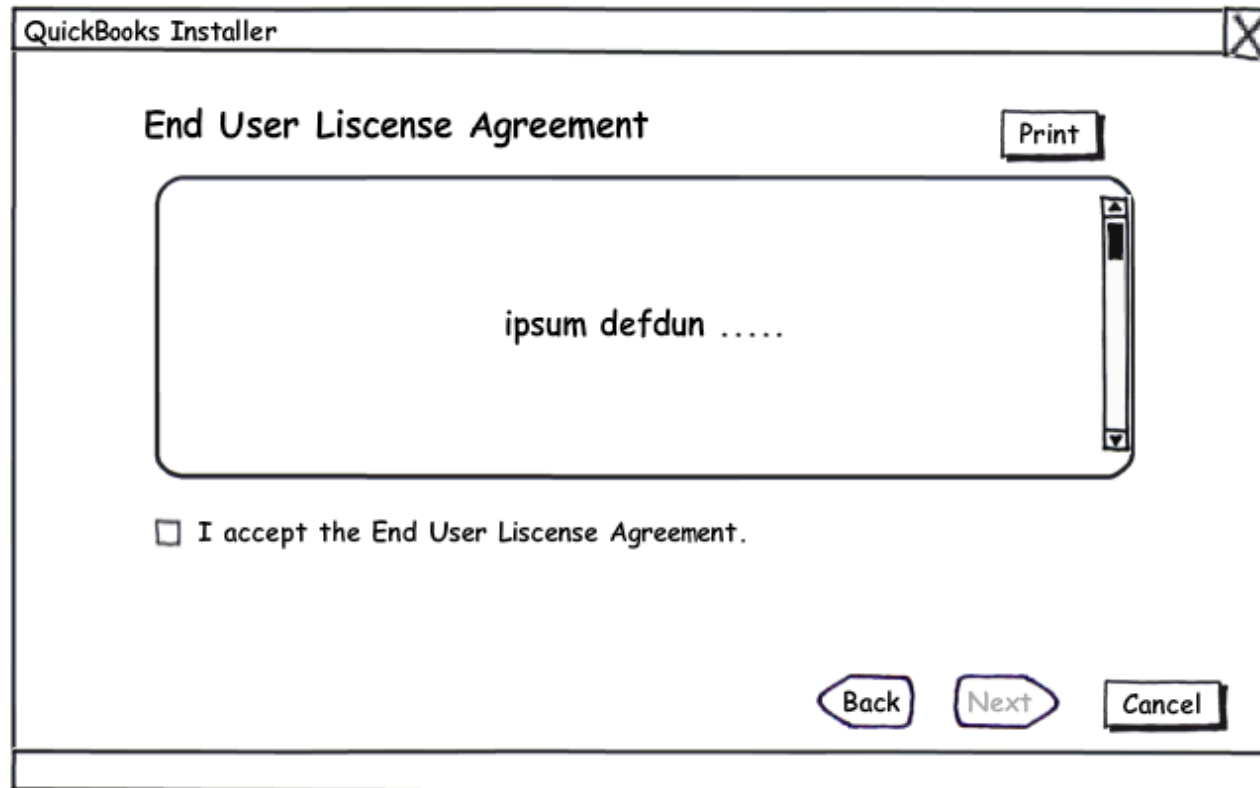 QuickBooks Installer
End User Liscense Agreement
Print
ipsum defdun .....
I accept the End User Liscense Agreement.
Back
Next
Cancel